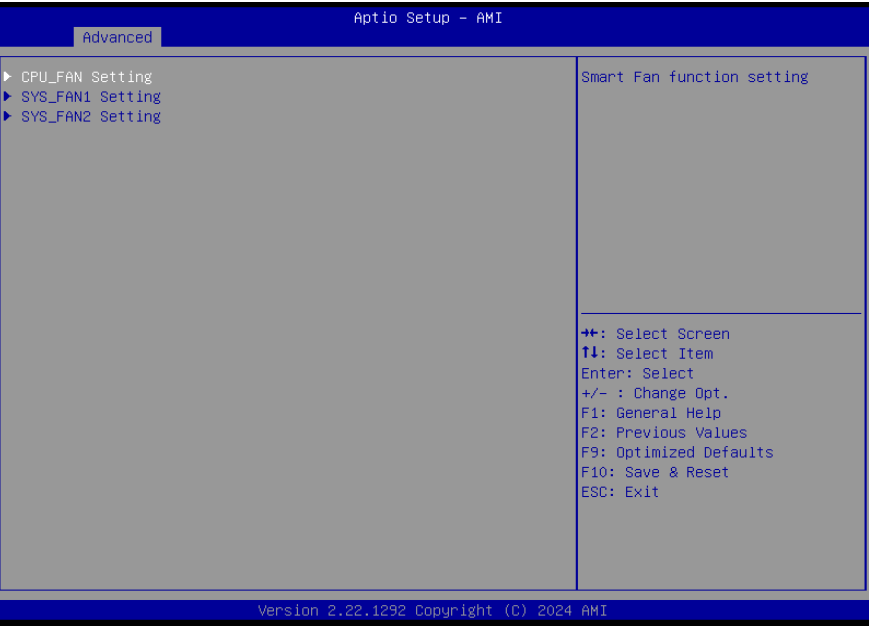 Aptio Setup – AMI
Advanced
▶ CPU_FAN Setting
▶ SYS_FAN1 Setting
▶ SYS_FAN2 Setting
Smart Fan function setting
→←: Select Screen
↑↓: Select Item
Enter: Select
+/- : Change Opt.
F1: General Help
F2: Previous Values
F9: Optimized Defaults
F10: Save & Reset
ESC: Exit
Version 2.22.1292 Copyright (C) 2024 AMI